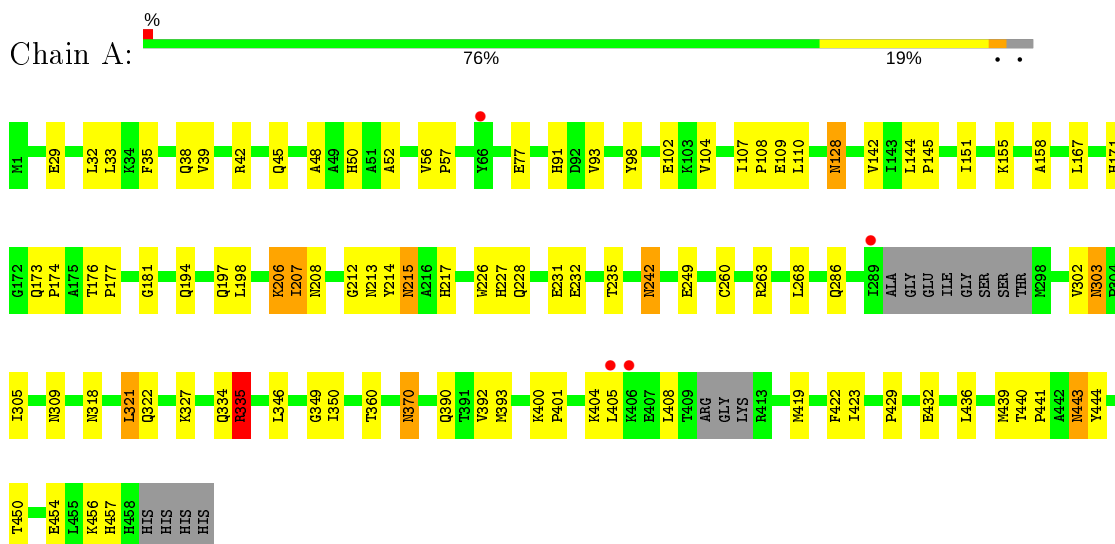 %
Chain A:
76% 19% • •
M1 E29 L32 L33 K34 F35 Q38 V39 R42 Q45 A48 A49 H50 A51 A52 V56 P57 Y66 E77 H91 D92 V93 Y98 E102 K103 V104 I107 P108 E109 L110 N128 V142 I143 L144 P145 I151 K155 A158 L167 H171
G172 Q173 P174 A175 T176 P177 G181 Q194 Q197 L198 K206 I207 N208 G212 N213 Y214 N215 A216 H217 W226 H227 Q228 E231 E232 T235 N242 E249 C260 R263 L268 Q286 I289 ALA GLY GLU ILE GLY SER SER THR M298 V302 N303 P304
I305 N309 N318 L321 Q322 K327 Q334 R335 L346 G349 I350 T360 N370 Q390 T391 V392 M393 K400 P401 K404 L405 K406 E407 L408 T409 ARG GLY LYS R413 M419 F422 I423 P429 E432 L436 M439 T440 P441 A442 N443 Y444
T450 E454 L455 K456 H457 H458 HIS HIS HIS HIS